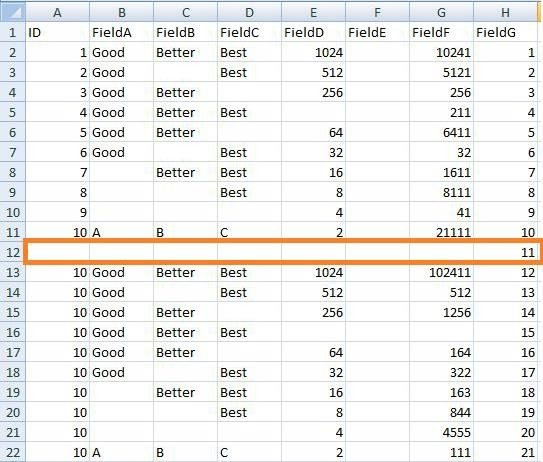 A B C D E F G H
1 ID FieldA FieldB FieldC FieldD FieldE FieldF FieldG
2 1 Good Better Best 1024 10241 1
3 2 Good Best 512 5121 2
4 3 Good Better 256 256 3
5 4 Good Better Best 211 4
6 5 Good Better 64 6411 5
7 6 Good Best 32 32 6
8 7 Better Best 16 1611 7
9 8 Best 8 8111 8
10 9 4 41 9
11 10 A B C 2 21111 10
12 11
13 10 Good Better Best 1024 102411 12
14 10 Good Best 512 512 13
15 10 Good Better 256 1256 14
16 10 Good Better Best 15
17 10 Good Better 64 164 16
18 10 Good Best 32 322 17
19 10 Better Best 16 163 18
20 10 Best 8 844 19
21 10 4 4555 20
22 10 A B C 2 111 21